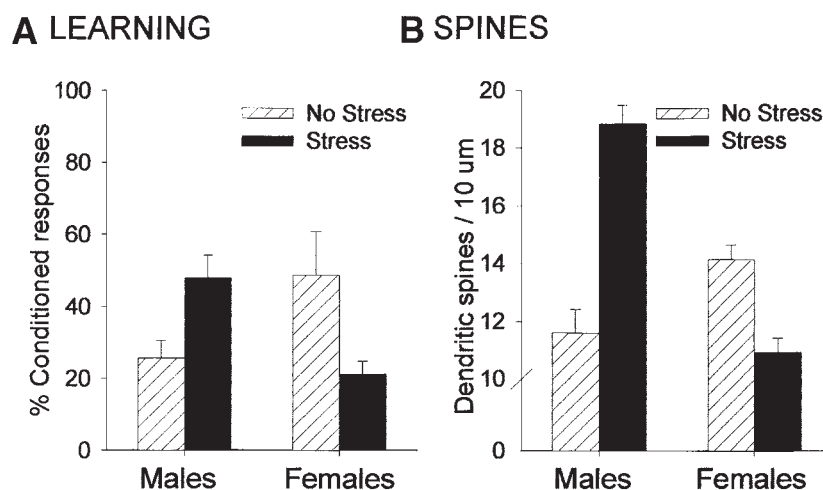 A LEARNING
% Conditioned responses
100
80
60
40
20
0
No Stress
Stress
Males
Females
B SPINES
Dendritic spines / 10 um
20
18
16
14
12
10
0
No Stress
Stress
Males
Females